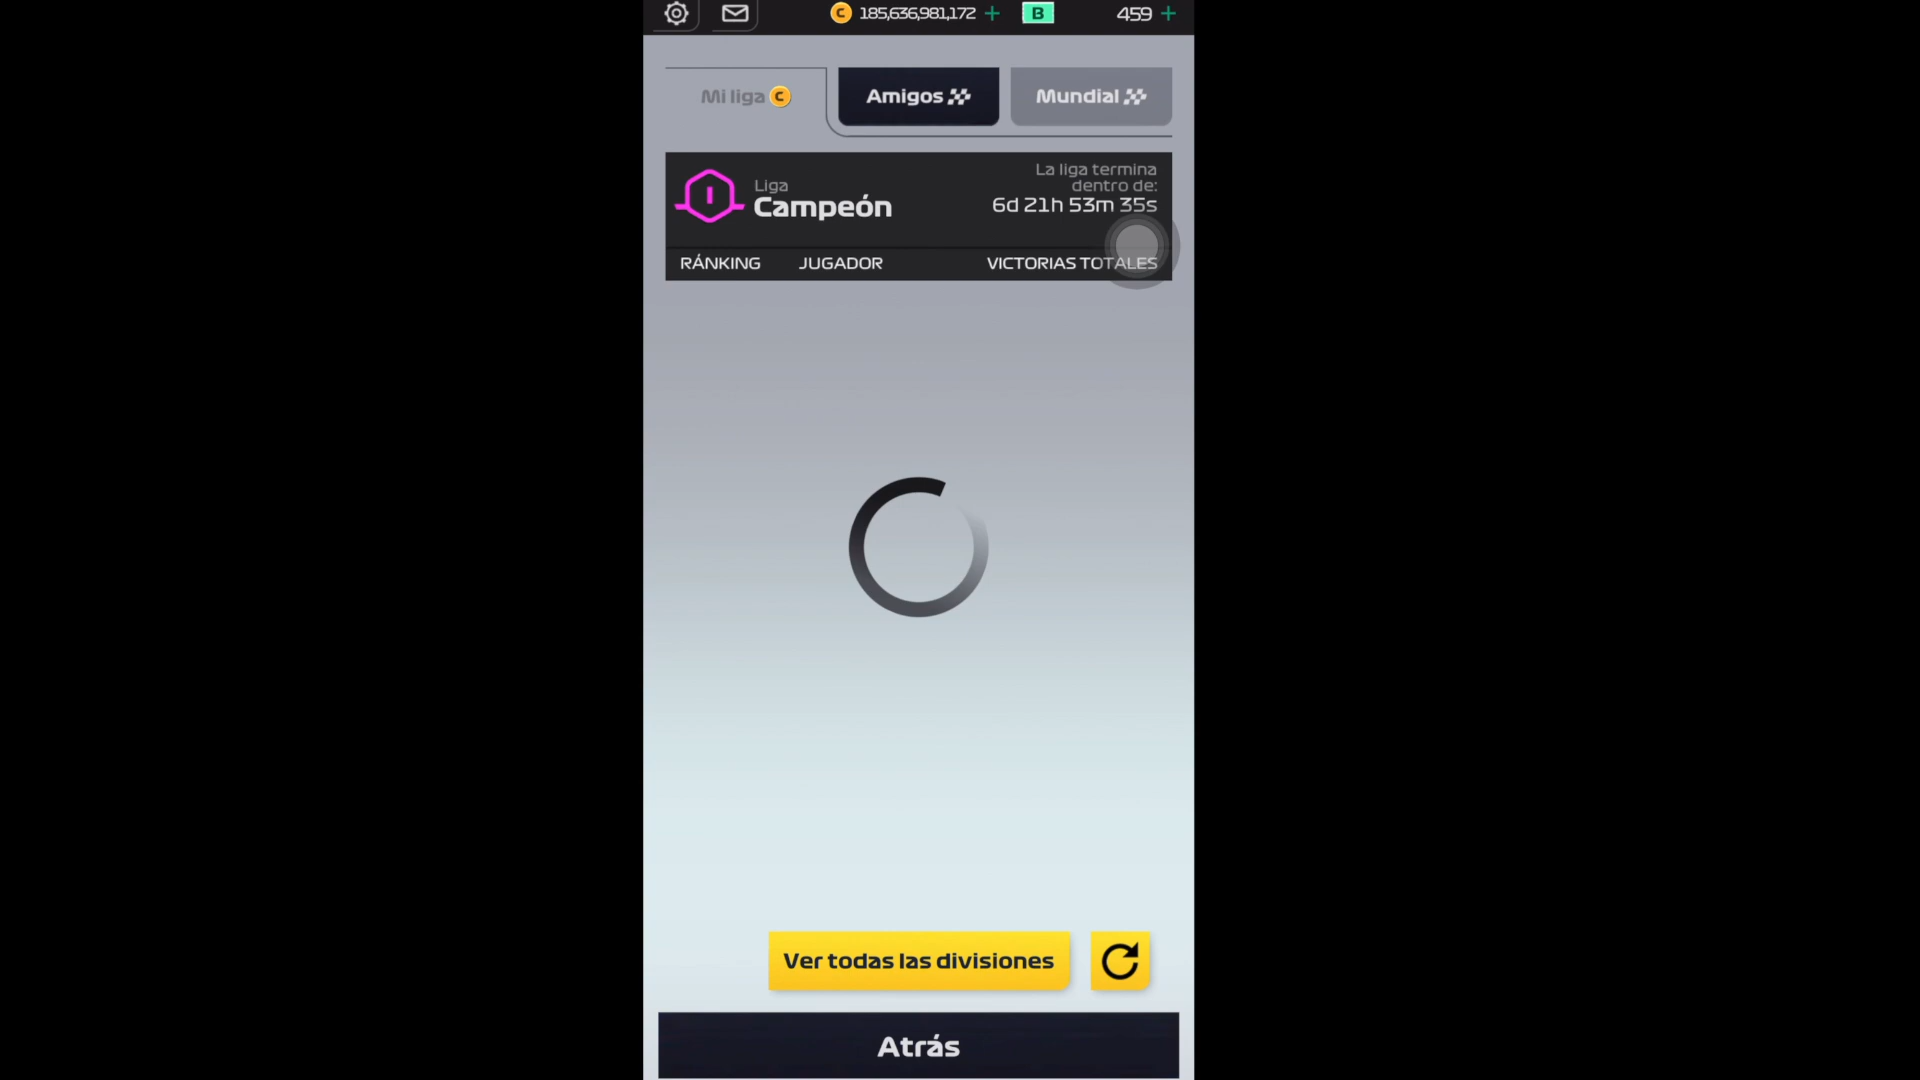 C 185,636,981,172 + B 459 +
Mi liga C Amigos Mundial
La liga termina
dentro de:
Liga
Campeón
6d 21h 53m 35s
RÁNKING JUGADOR VICTORIAS TOTALES
Ver todas las divisiones
Atrás